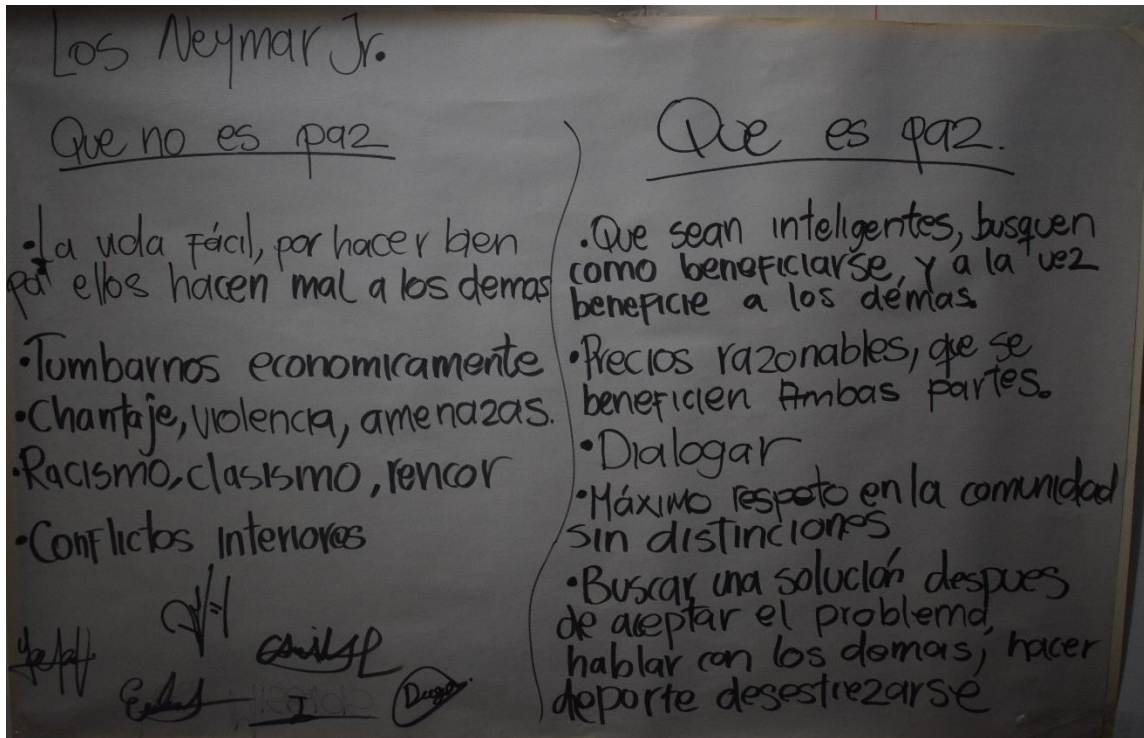 Los Neymar Jr.
Que no es paz
•La vida Fácil, por hacer bien
por ellos hacen mal a los demas
•Tumbarnos economicamente
•Chantaje, violencia, amenazas.
•Racismo, clasismo, rencor
•Conflictos interiores
Que es paz.
•Que sean inteligentes, busquen
como beneficiarse, y a la vez
beneficie a los démas.
•Precios razonables, que se
beneficien Ambas partes.
•Dialogar
•Máximo respeto en la comunidad
sin distinciones
•Buscar una solución despues
de aceptar el problema,
hablar con los demas, hacer
deporte desestrezarse